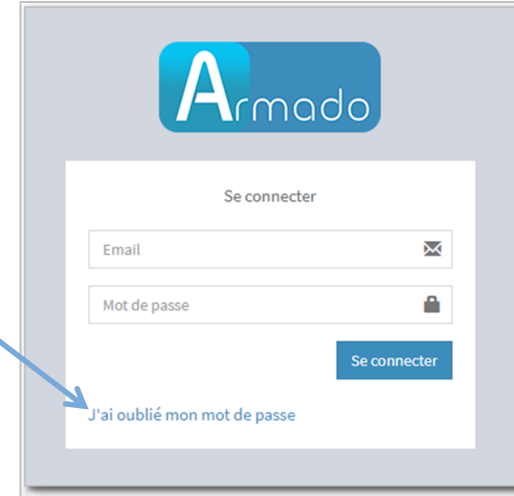 Armado
Se connecter
Email
Mot de passe
Se connecter
J'ai oublié mon mot de passe